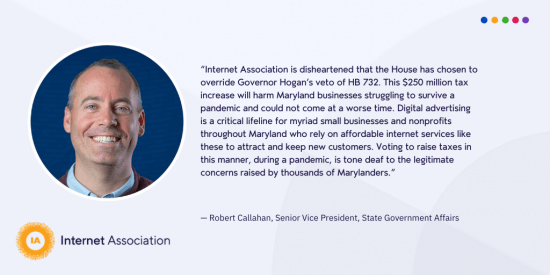 “Internet Association is disheartened that the House has chosen to
override Governor Hogan’s veto of HB 732. This $250 million tax
increase will harm Maryland businesses struggling to survive a
pandemic and could not come at a worse time. Digital advertising
is a critical lifeline for myriad small businesses and nonprofits
throughout Maryland who rely on affordable internet services like
these to attract and keep new customers. Voting to raise taxes in
this manner, during a pandemic, is tone deaf to the legitimate
concerns raised by thousands of Marylanders.”
— Robert Callahan, Senior Vice President, State Government Affairs
IA
Internet Association